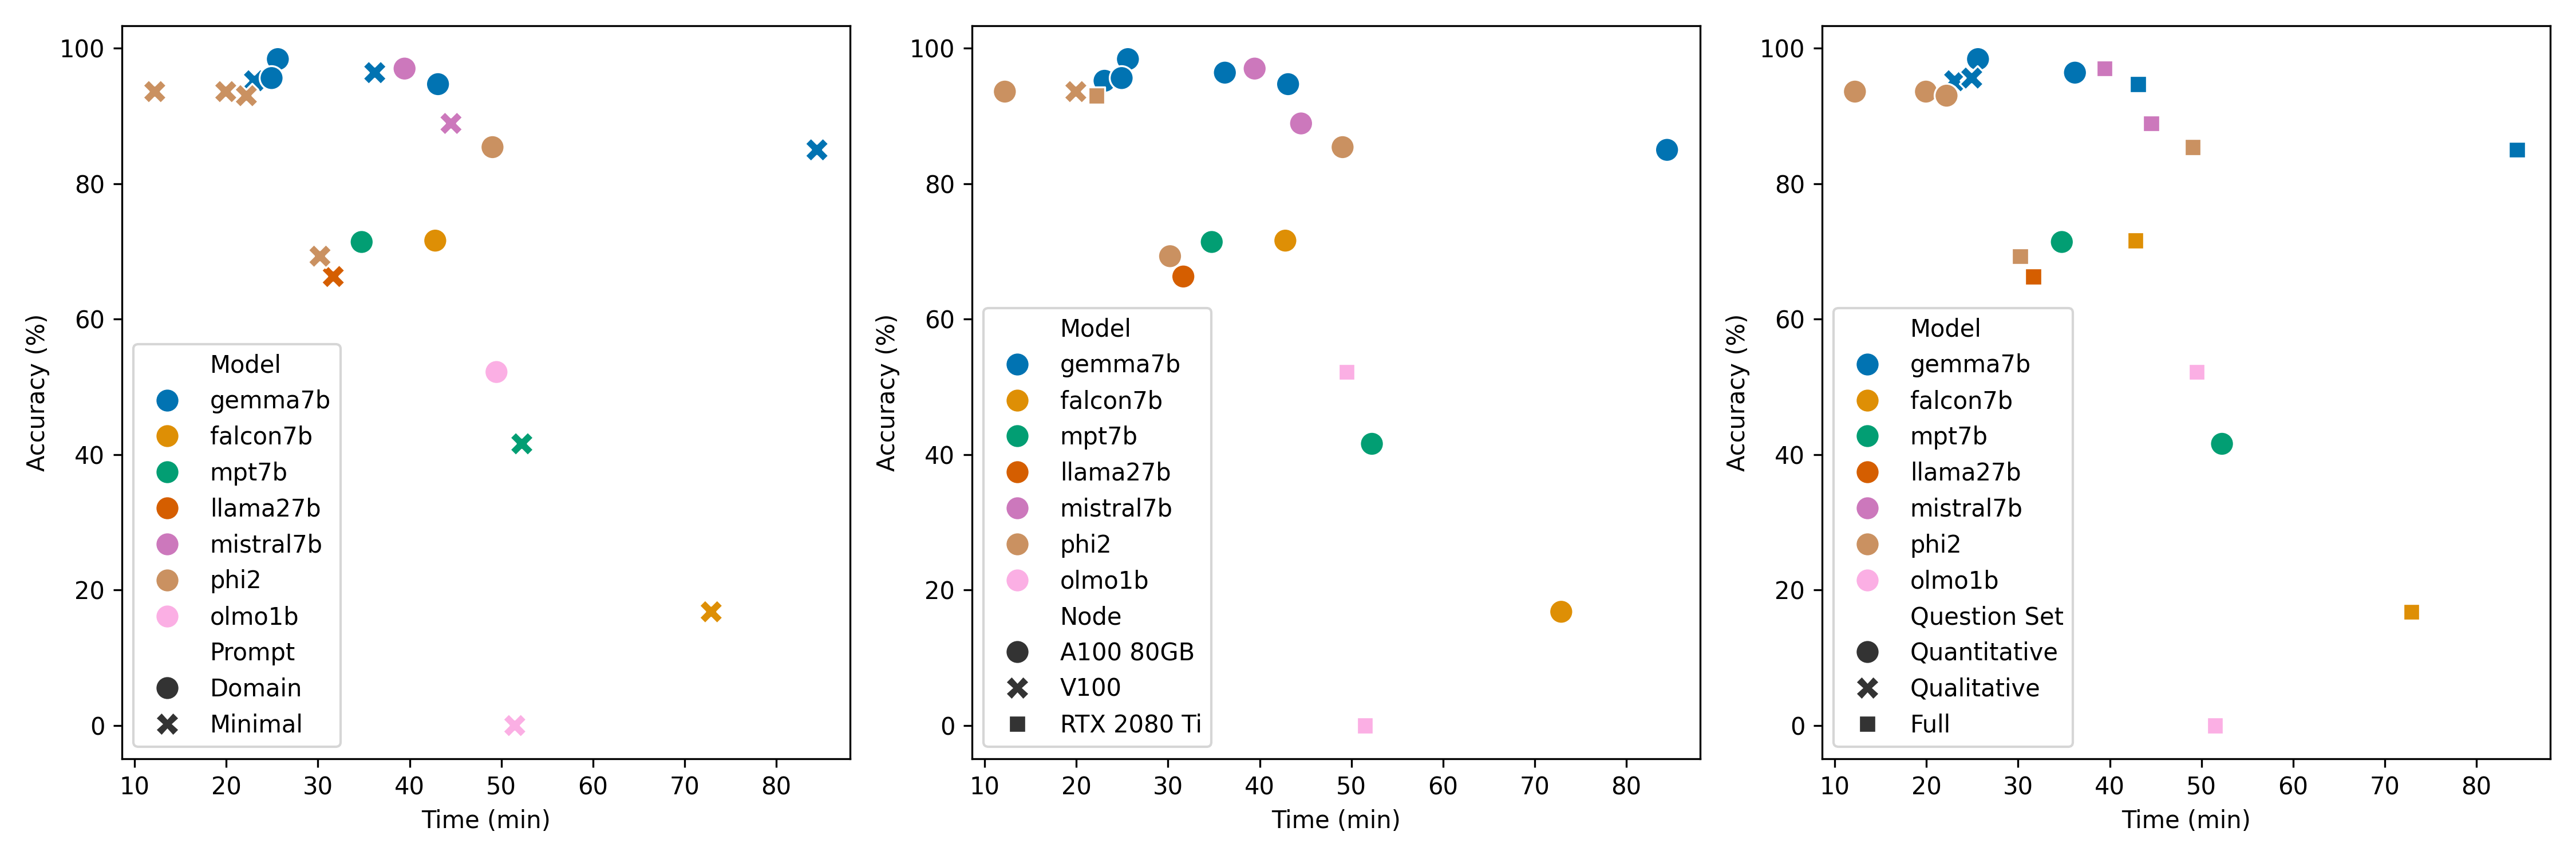 100
80
60
40
20
0
Accuracy (%)
Model
gemma7b
falcon7b
mpt7b
llama27b
mistral7b
phi2
olmo1b
Prompt
Domain
Minimal
10 20 30 40 50 60 70 80
Time (min)
100
80
60
40
20
0
Accuracy (%)
Model
gemma7b
falcon7b
mpt7b
llama27b
mistral7b
phi2
olmo1b
Node
A100 80GB
V100
RTX 2080 Ti
10 20 30 40 50 60 70 80
Time (min)
100
80
60
40
20
0
Accuracy (%)
Model
gemma7b
falcon7b
mpt7b
llama27b
mistral7b
phi2
olmo1b
Question Set
Quantitative
Qualitative
Full
10 20 30 40 50 60 70 80
Time (min)